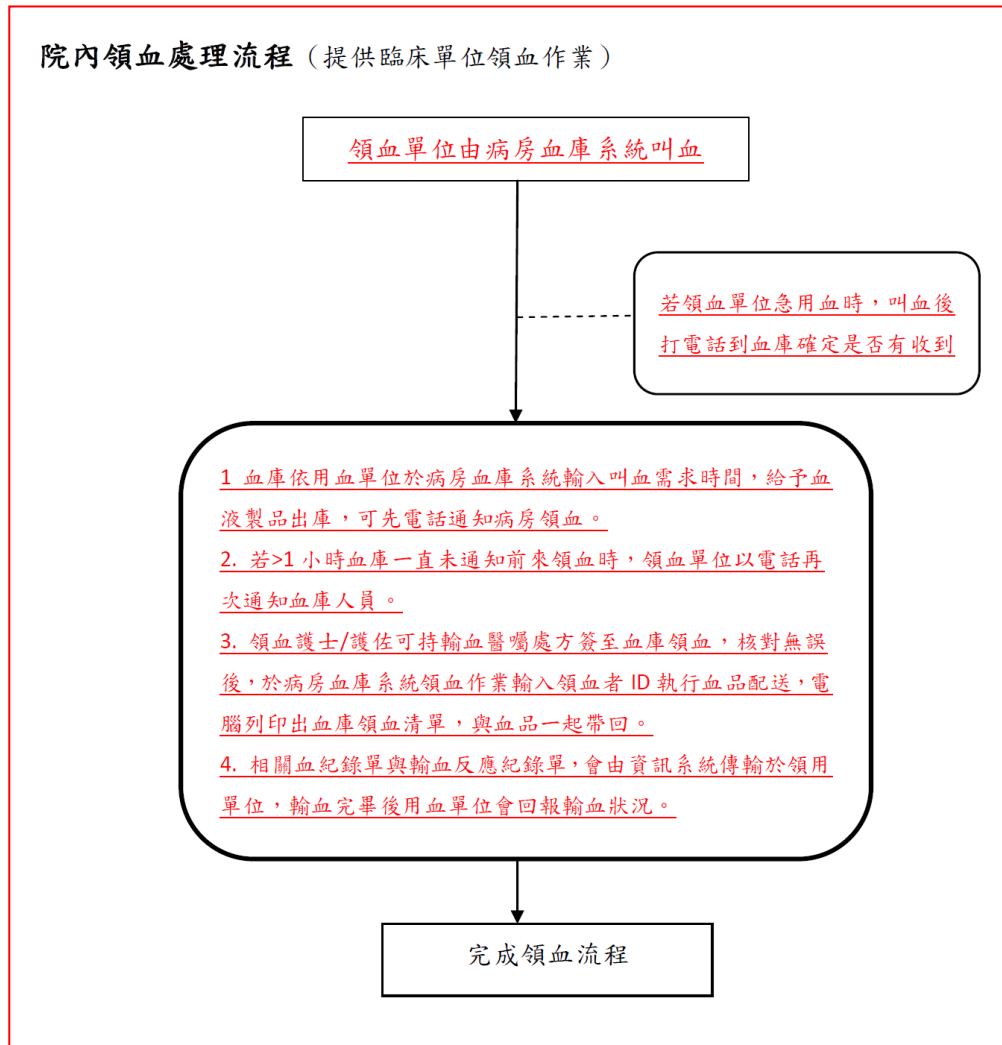 院內領血處理流程（提供臨床單位領血作業）
領血單位由病房血庫系統叫血
若領血單位急用血時，叫血後
打電話到血庫確定是否有收到
1 血庫依用血單位於病房血庫系統輸入叫血需求時間，給予血
液製品出庫，可先電話通知病房領血。
2. 若>1 小時血庫一直未通知前來領血時，領血單位以電話再
次通知血庫人員。
3. 領血護士/護佐可持輸血醫囑處方簽至血庫領血，核對無誤
後，於病房血庫系統領血作業輸入領血者 ID 執行血品配送，電
腦列印出血庫領血清單，與血品一起帶回。
4. 相關血紀錄單與輸血反應紀錄單，會由資訊系統傳輸於領用
單位，輸血完畢後用血單位會回報輸血狀況。
完成領血流程